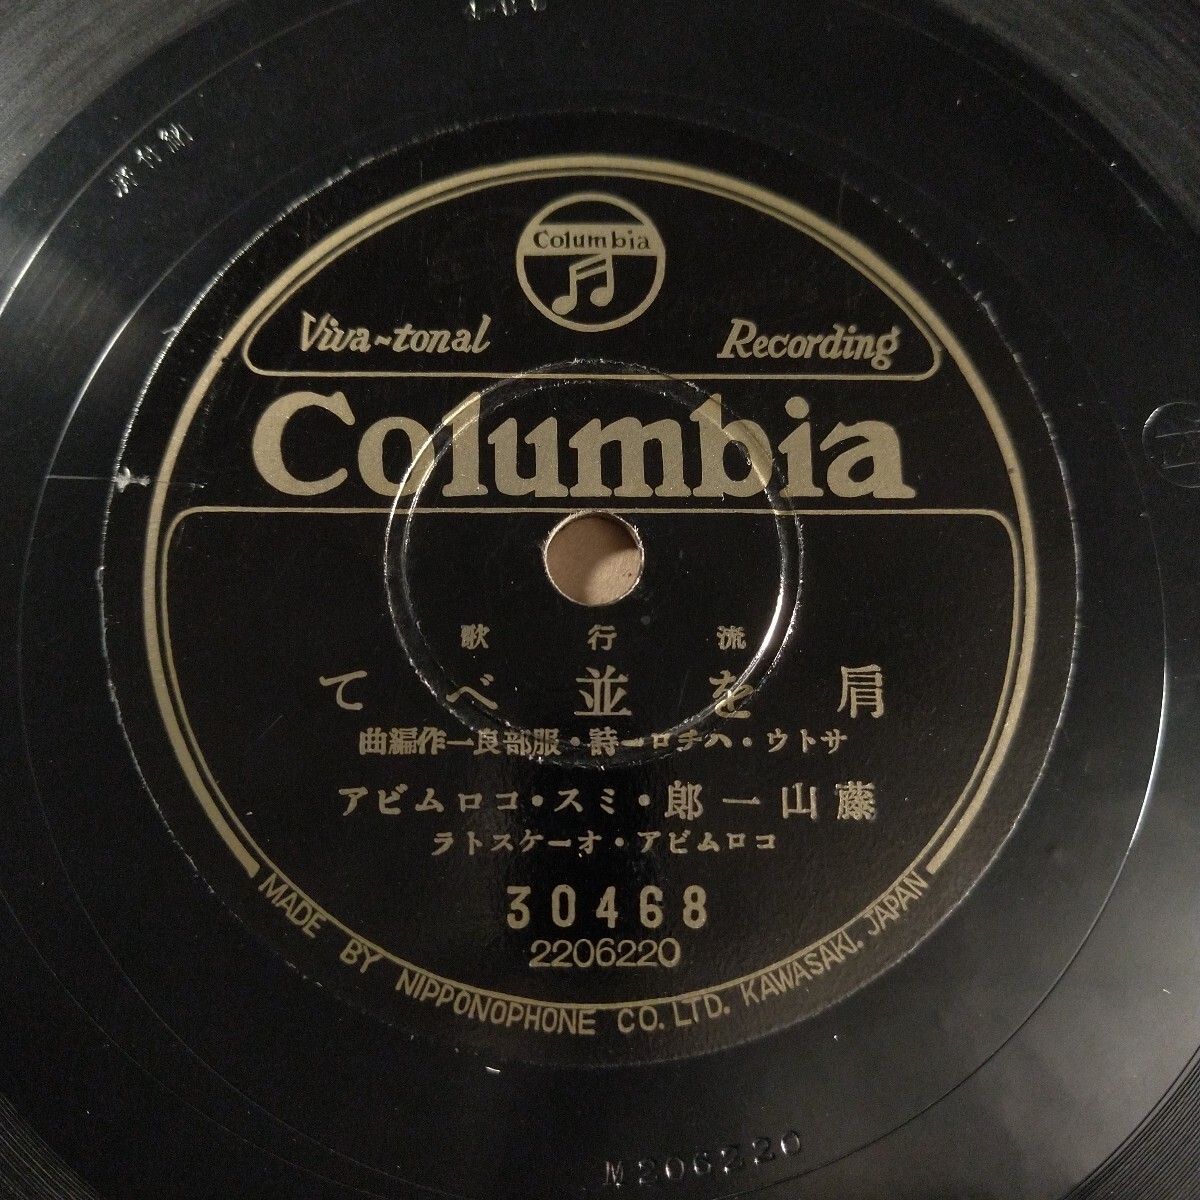 Columbia
Viva-tonal Recording
Columbia
流行歌
肩を並べて
サトウ・ハチロー詩・服部良一作編曲
藤山一郎・ミス・コロムビア
コロムビア・オーケストラ
30468
2206220
MADE BY NIPPONOPHONE CO. LTD. KAWASAKI. JAPAN
M206220